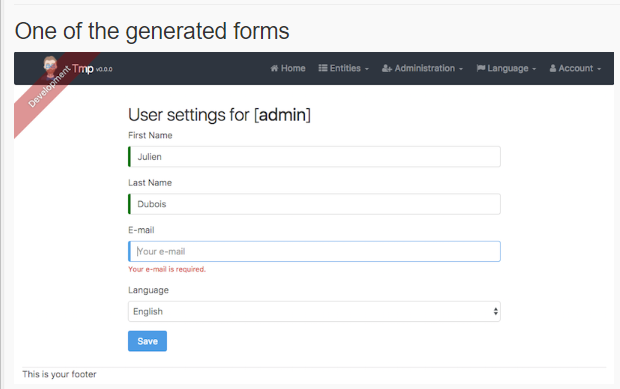 One of the generated forms
Development
Tmp v0.0.0
Home Entities Administration Language Account
User settings for [admin]
First Name
Julien
Last Name
Dubois
E-mail
Your e-mail
Your e-mail is required.
Language
English
Save
This is your footer